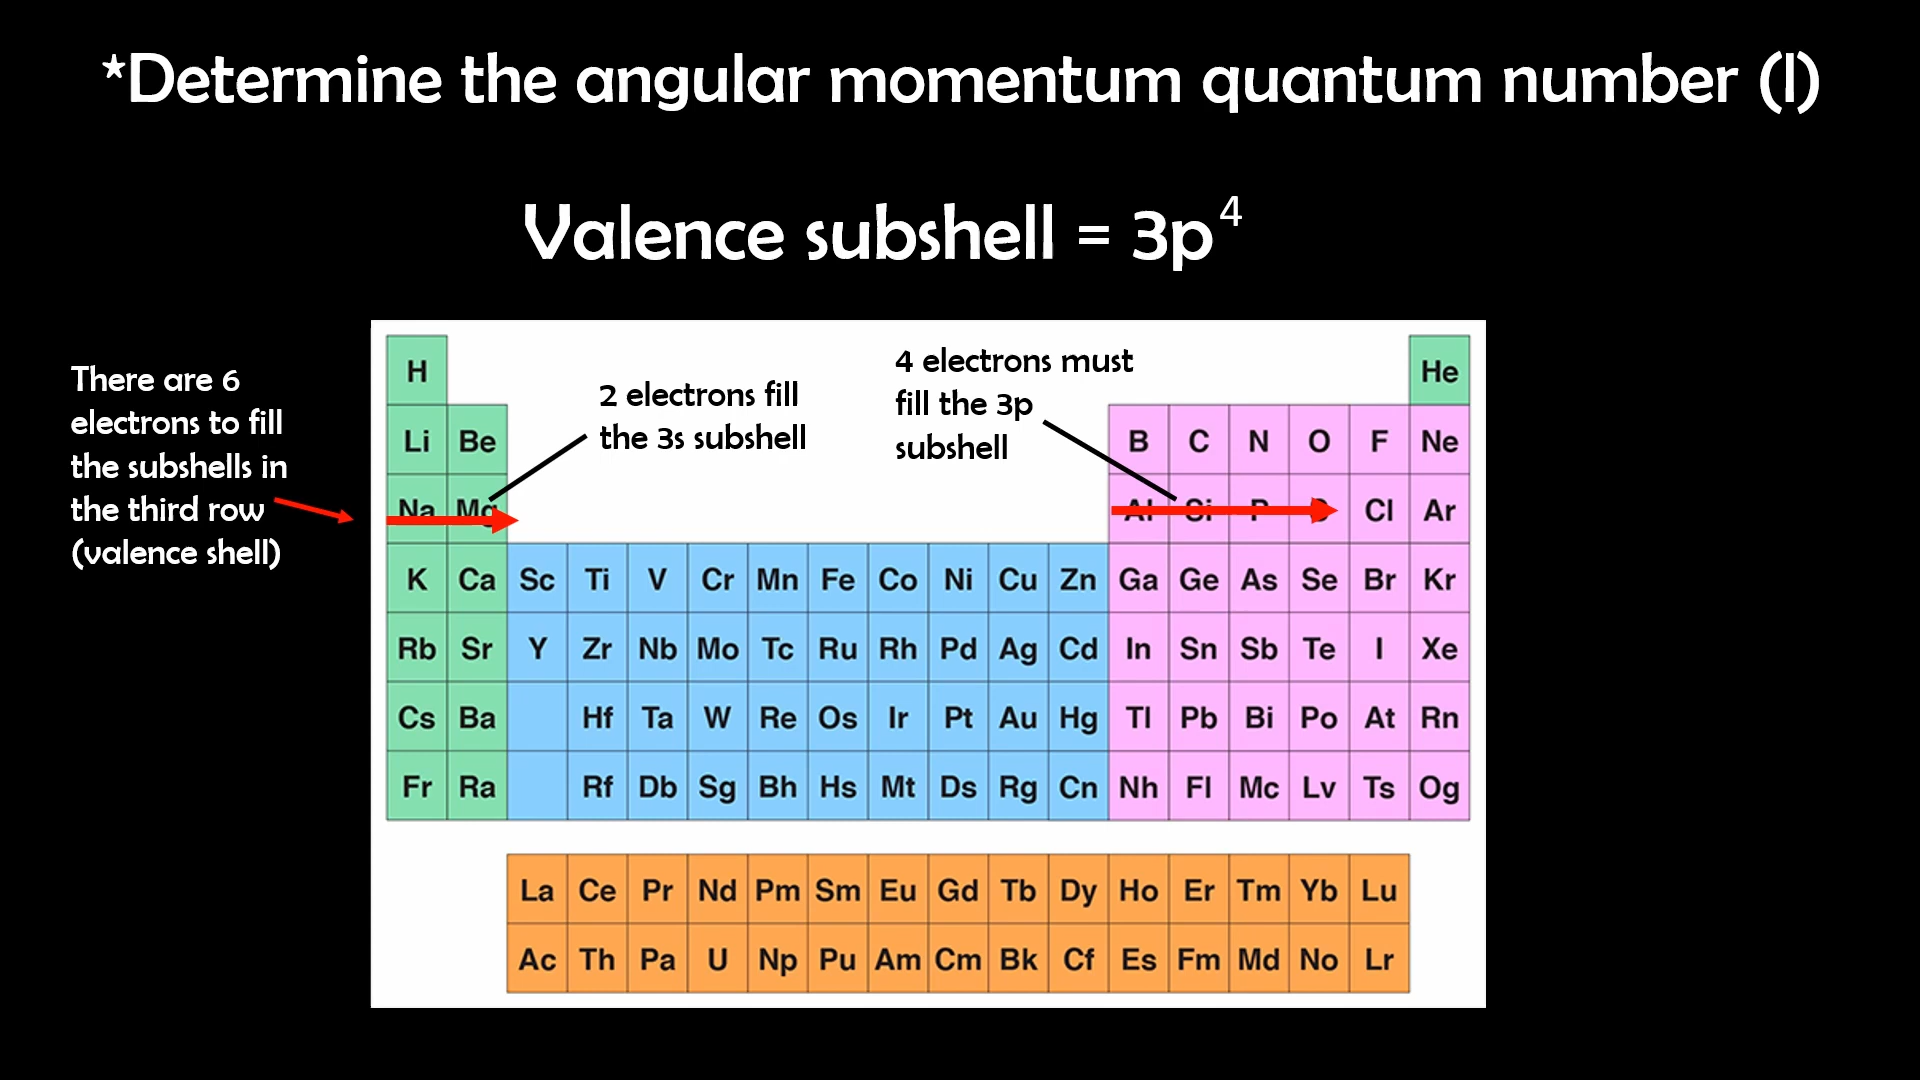 *Determine the angular momentum quantum number (l)
Valence subshell = 3p⁴
There are 6
electrons to fill
the subshells in
the third row
(valence shell)
2 electrons fill
the 3s subshell
4 electrons must
fill the 3p
subshell
H He
Li Be B C N O F Ne
Na Mg Al Si P S Cl Ar
K Ca Sc Ti V Cr Mn Fe Co Ni Cu Zn Ga Ge As Se Br Kr
Rb Sr Y Zr Nb Mo Tc Ru Rh Pd Ag Cd In Sn Sb Te I Xe
Cs Ba Hf Ta W Re Os Ir Pt Au Hg Tl Pb Bi Po At Rn
Fr Ra Rf Db Sg Bh Hs Mt Ds Rg Cn Nh Fl Mc Lv Ts Og
La Ce Pr Nd Pm Sm Eu Gd Tb Dy Ho Er Tm Yb Lu
Ac Th Pa U Np Pu Am Cm Bk Cf Es Fm Md No Lr